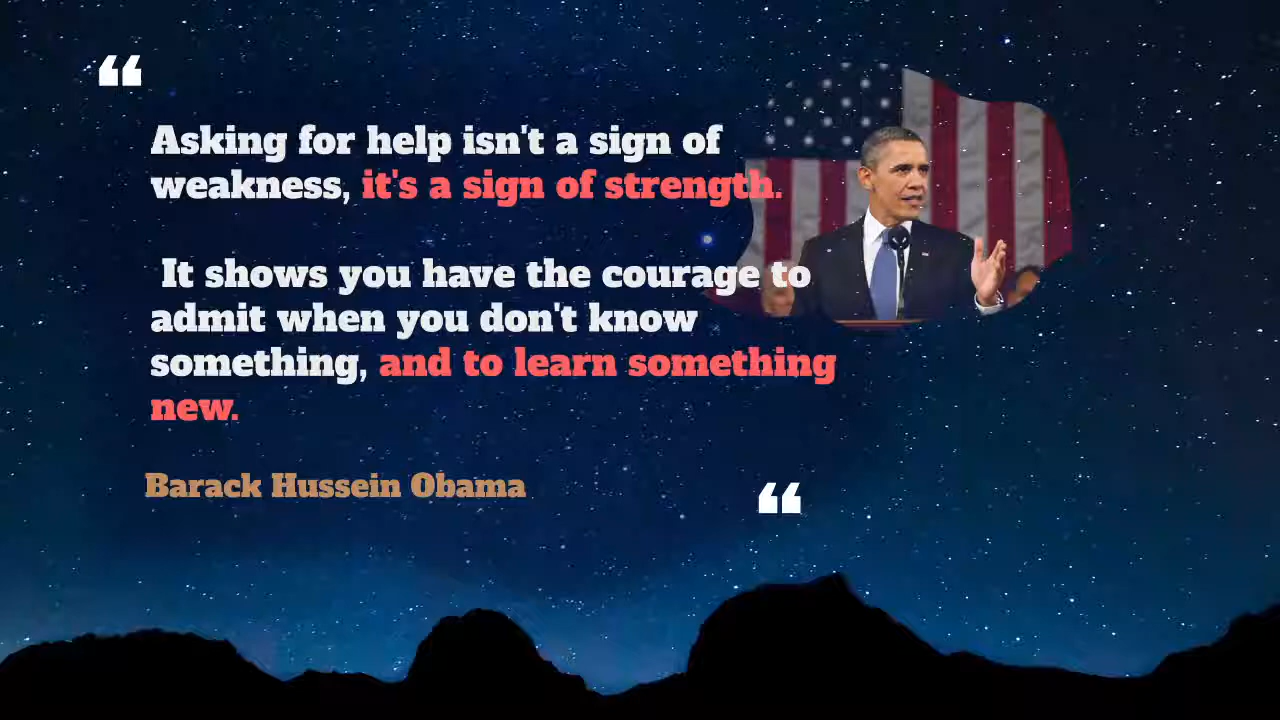 ❝
Asking for help isn't a sign of
weakness, it's a sign of strength.
It shows you have the courage to
admit when you don't know
something, and to learn something
new.
Barack Hussein Obama
❝